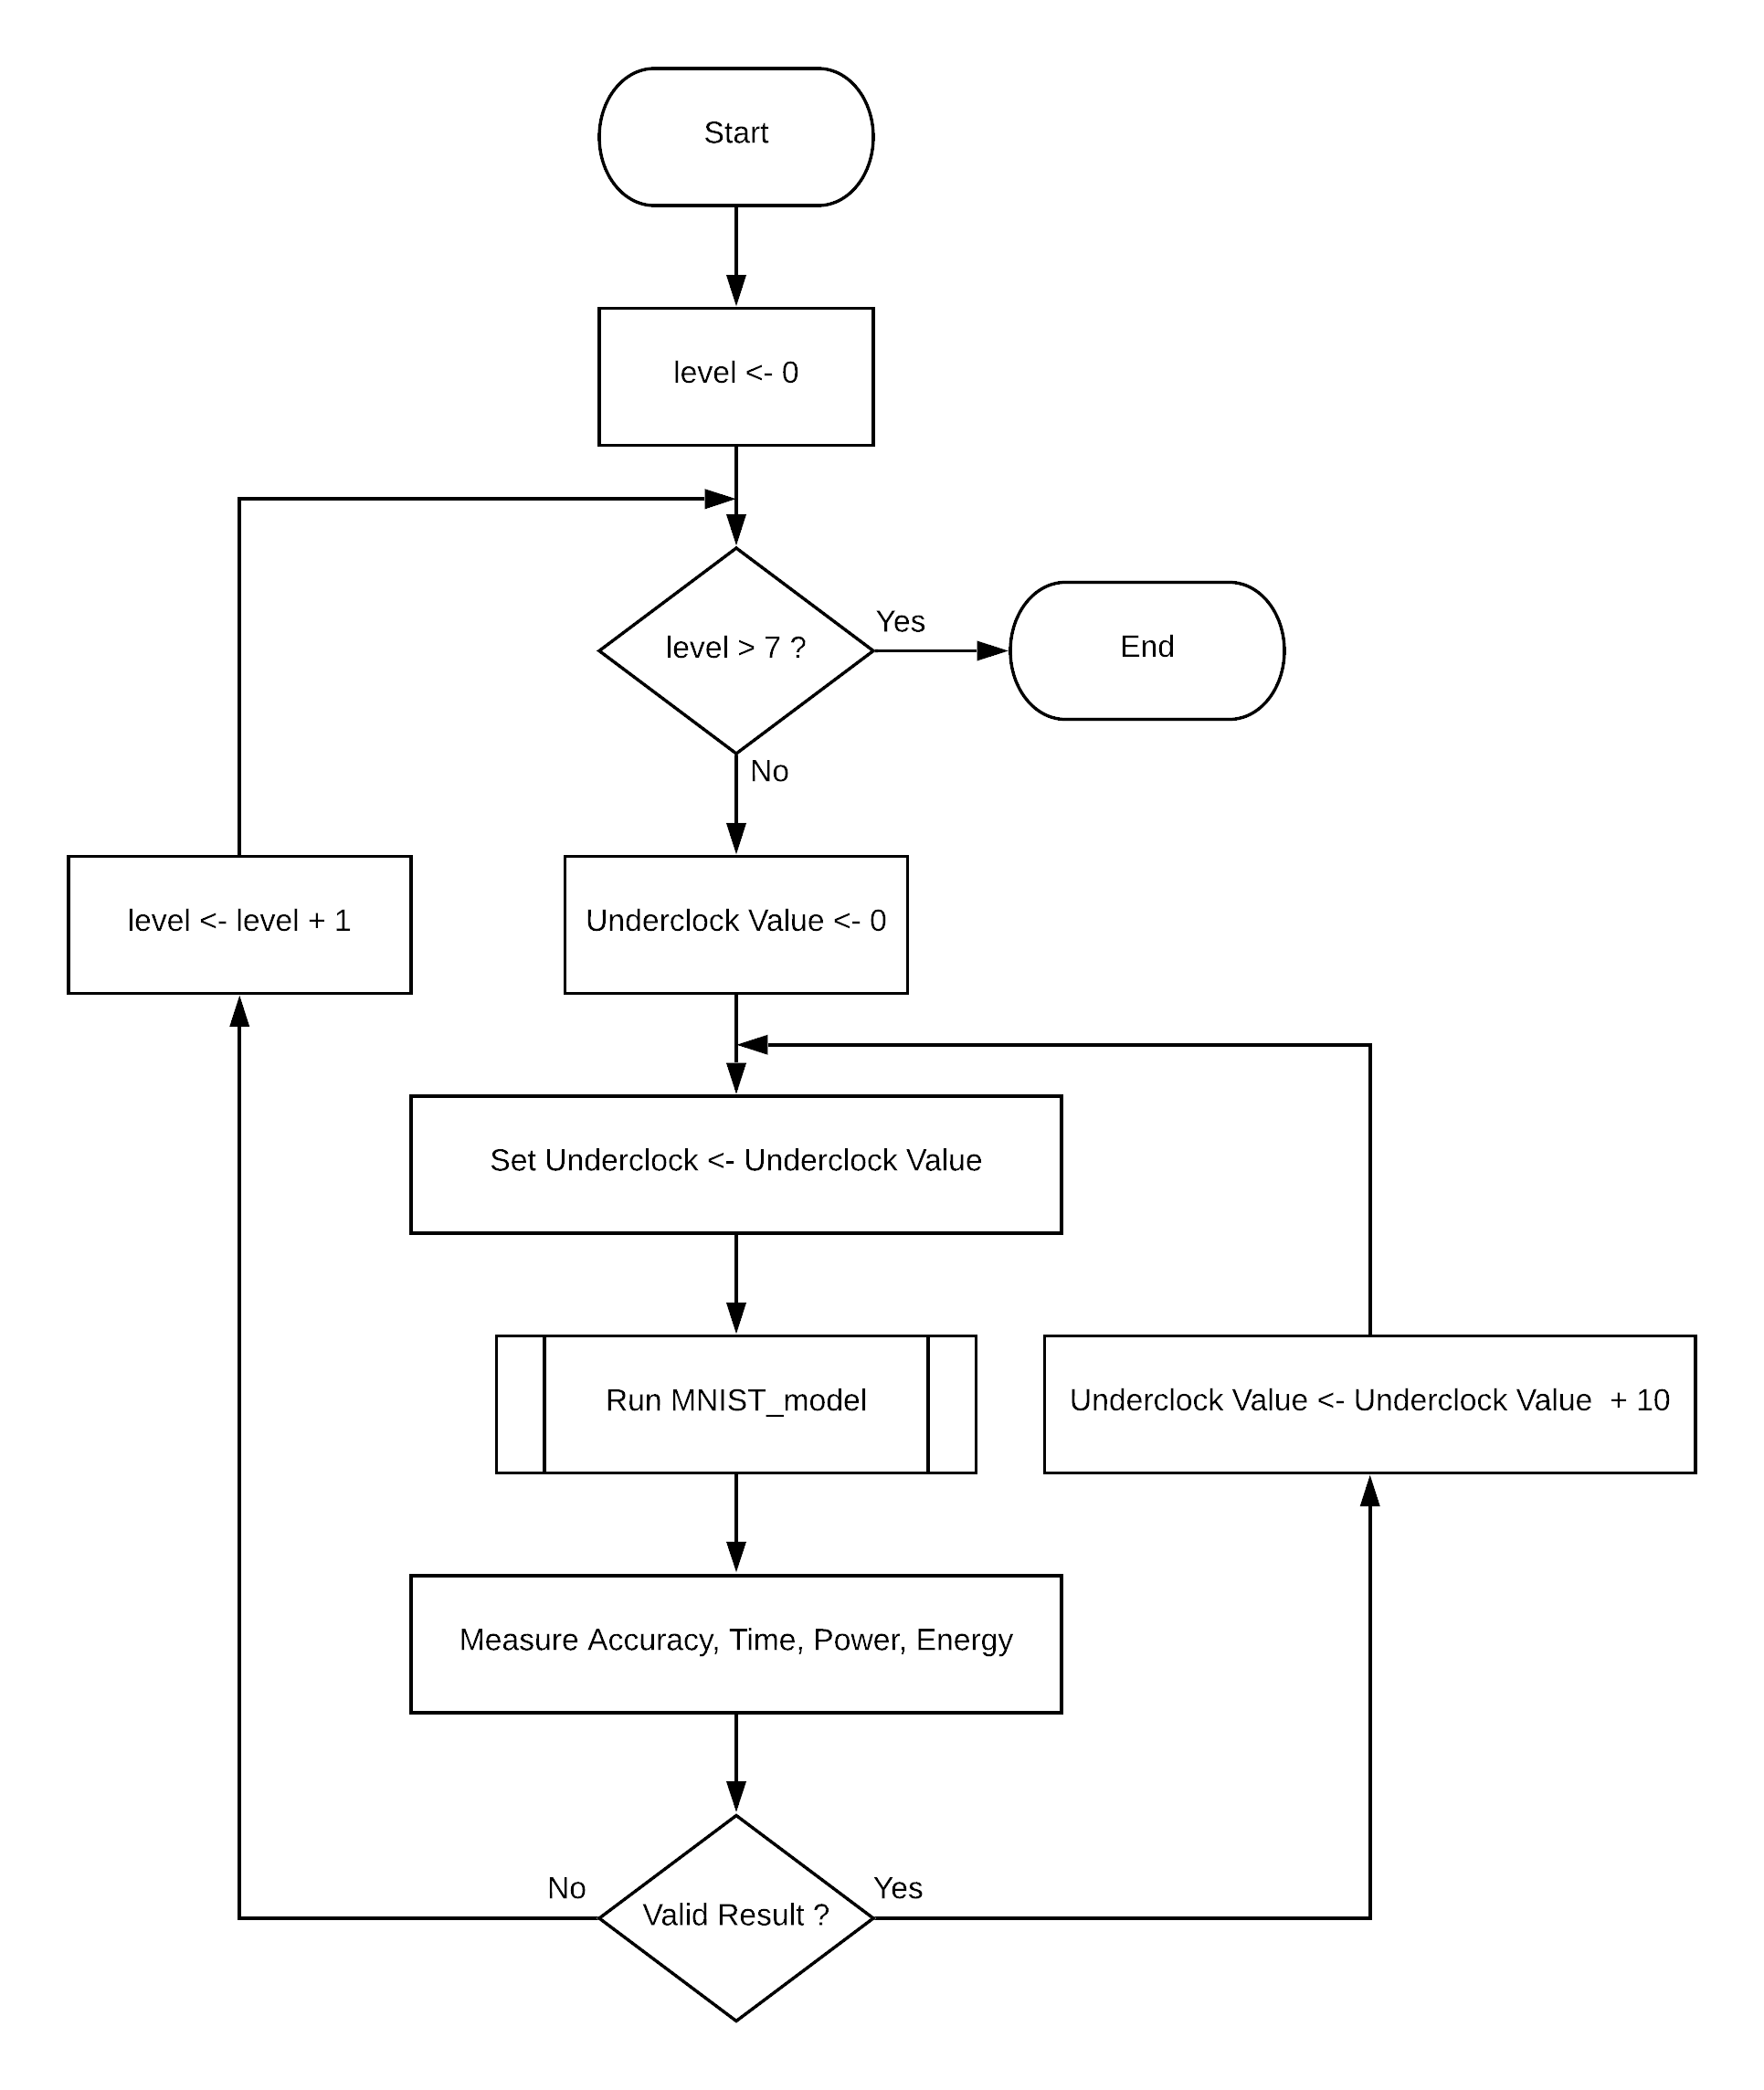 Start
level <- 0
level > 7 ?
Yes
End
No
level <- level + 1
Underclock Value <- 0
Set Underclock <- Underclock Value
Run MNIST_model
Underclock Value <- Underclock Value  + 10
Measure Accuracy, Time, Power, Energy
No
Valid Result ?
Yes